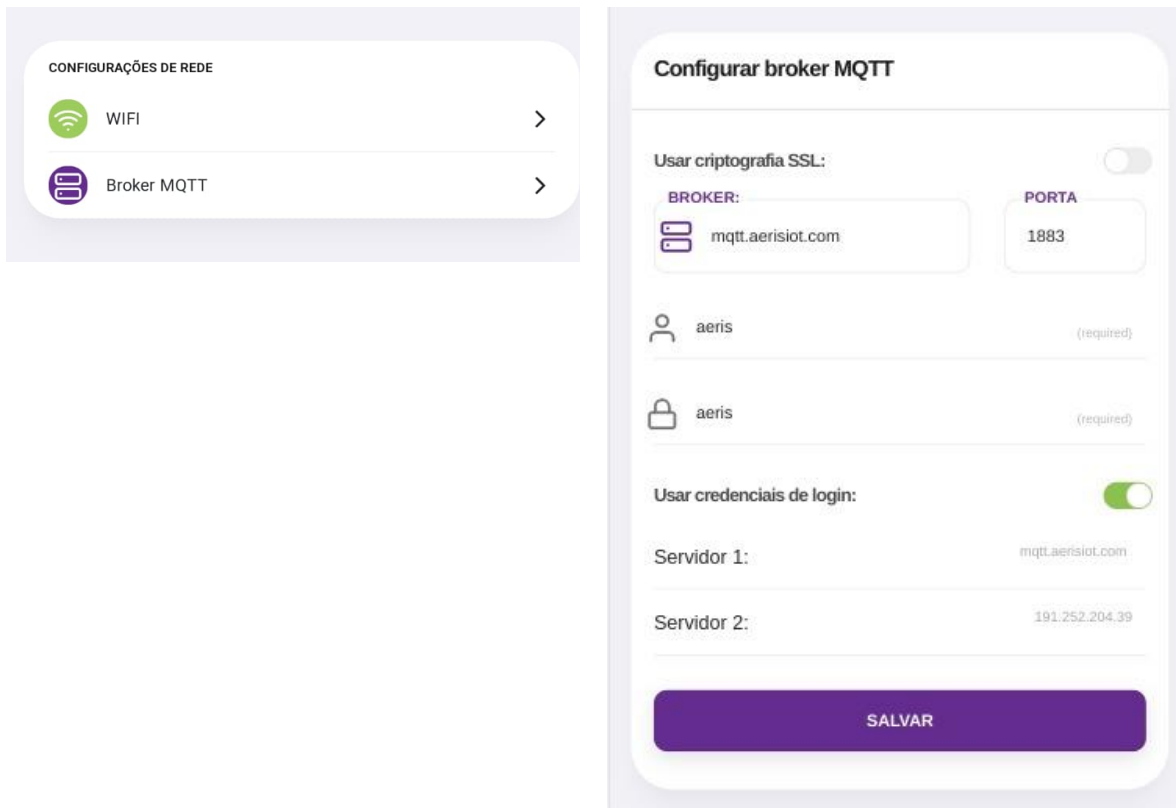 CONFIGURAÇÕES DE REDE
WIFI
Broker MQTT
Configurar broker MQTT
Usar criptografia SSL:
BROKER: PORTA
mqtt.aerisiot.com 1883
aeris (required)
aeris (required)
Usar credenciais de login:
Servidor 1: mqtt.aerisiot.com
Servidor 2: 191.252.204.39
SALVAR